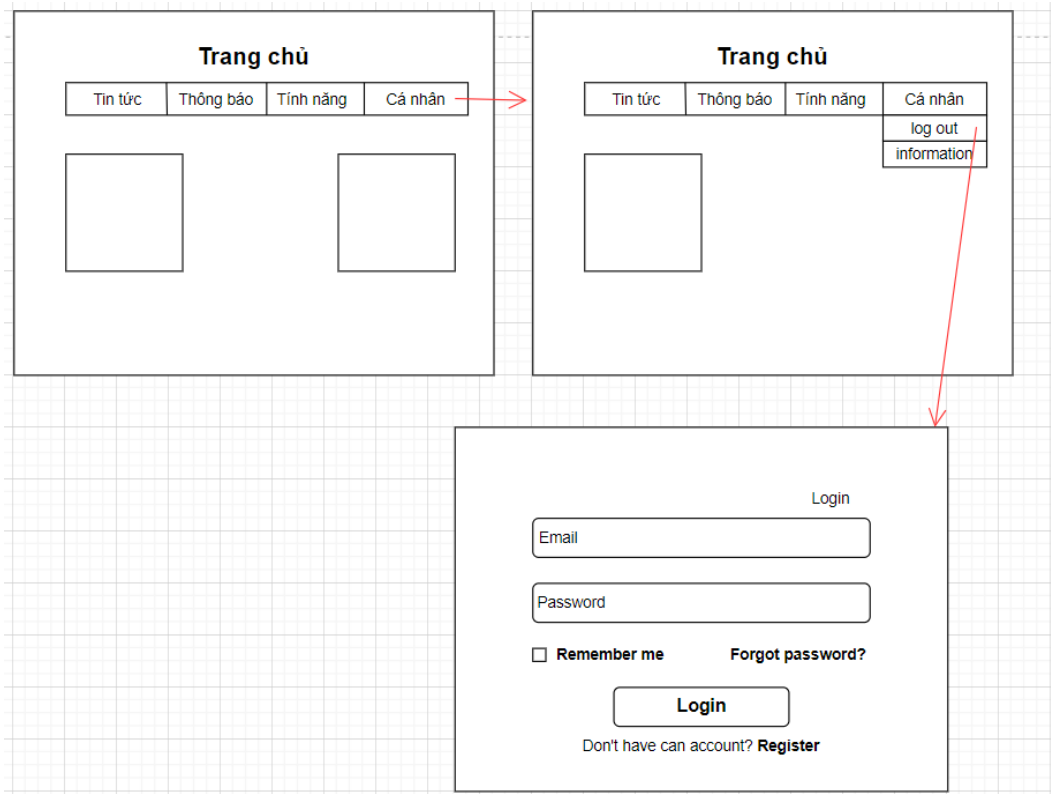 Trang chủ
Tin tức Thông báo Tính năng Cá nhân
Trang chủ
Tin tức Thông báo Tính năng Cá nhân
log out
information
Login
Email
Password
Remember me Forgot password?
Login
Don't have can account? Register